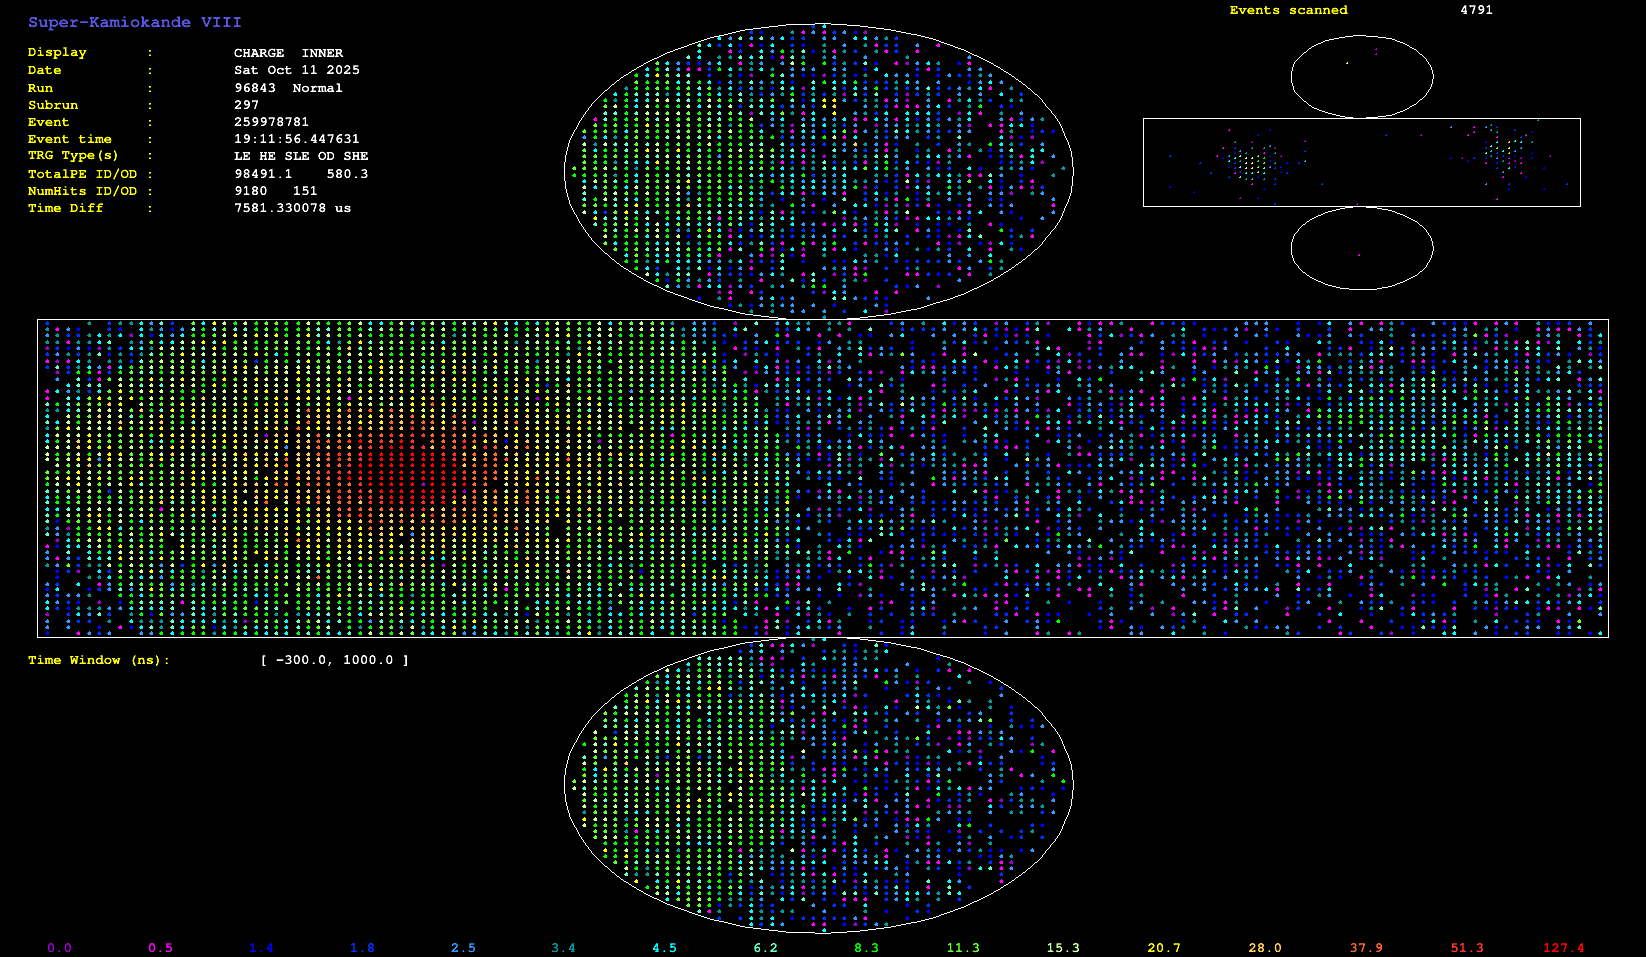 Super-Kamiokande VIII
Events scanned 4791
Display : CHARGE INNER
Date : Sat Oct 11 2025
Run : 96843 Normal
Subrun : 297
Event : 259978781
Event time : 19:11:56.447631
TRG Type(s) : LE HE SLE OD SHE
TotalPE ID/OD : 98491.1 580.3
NumHits ID/OD : 9180 151
Time Diff : 7581.330078 us
Time Window (ns): [ -300.0, 1000.0 ]
0.0 0.5 1.4 1.8 2.5 3.4 4.5 6.2 8.3 11.3 15.3 20.7 28.0 37.9 51.3 127.4